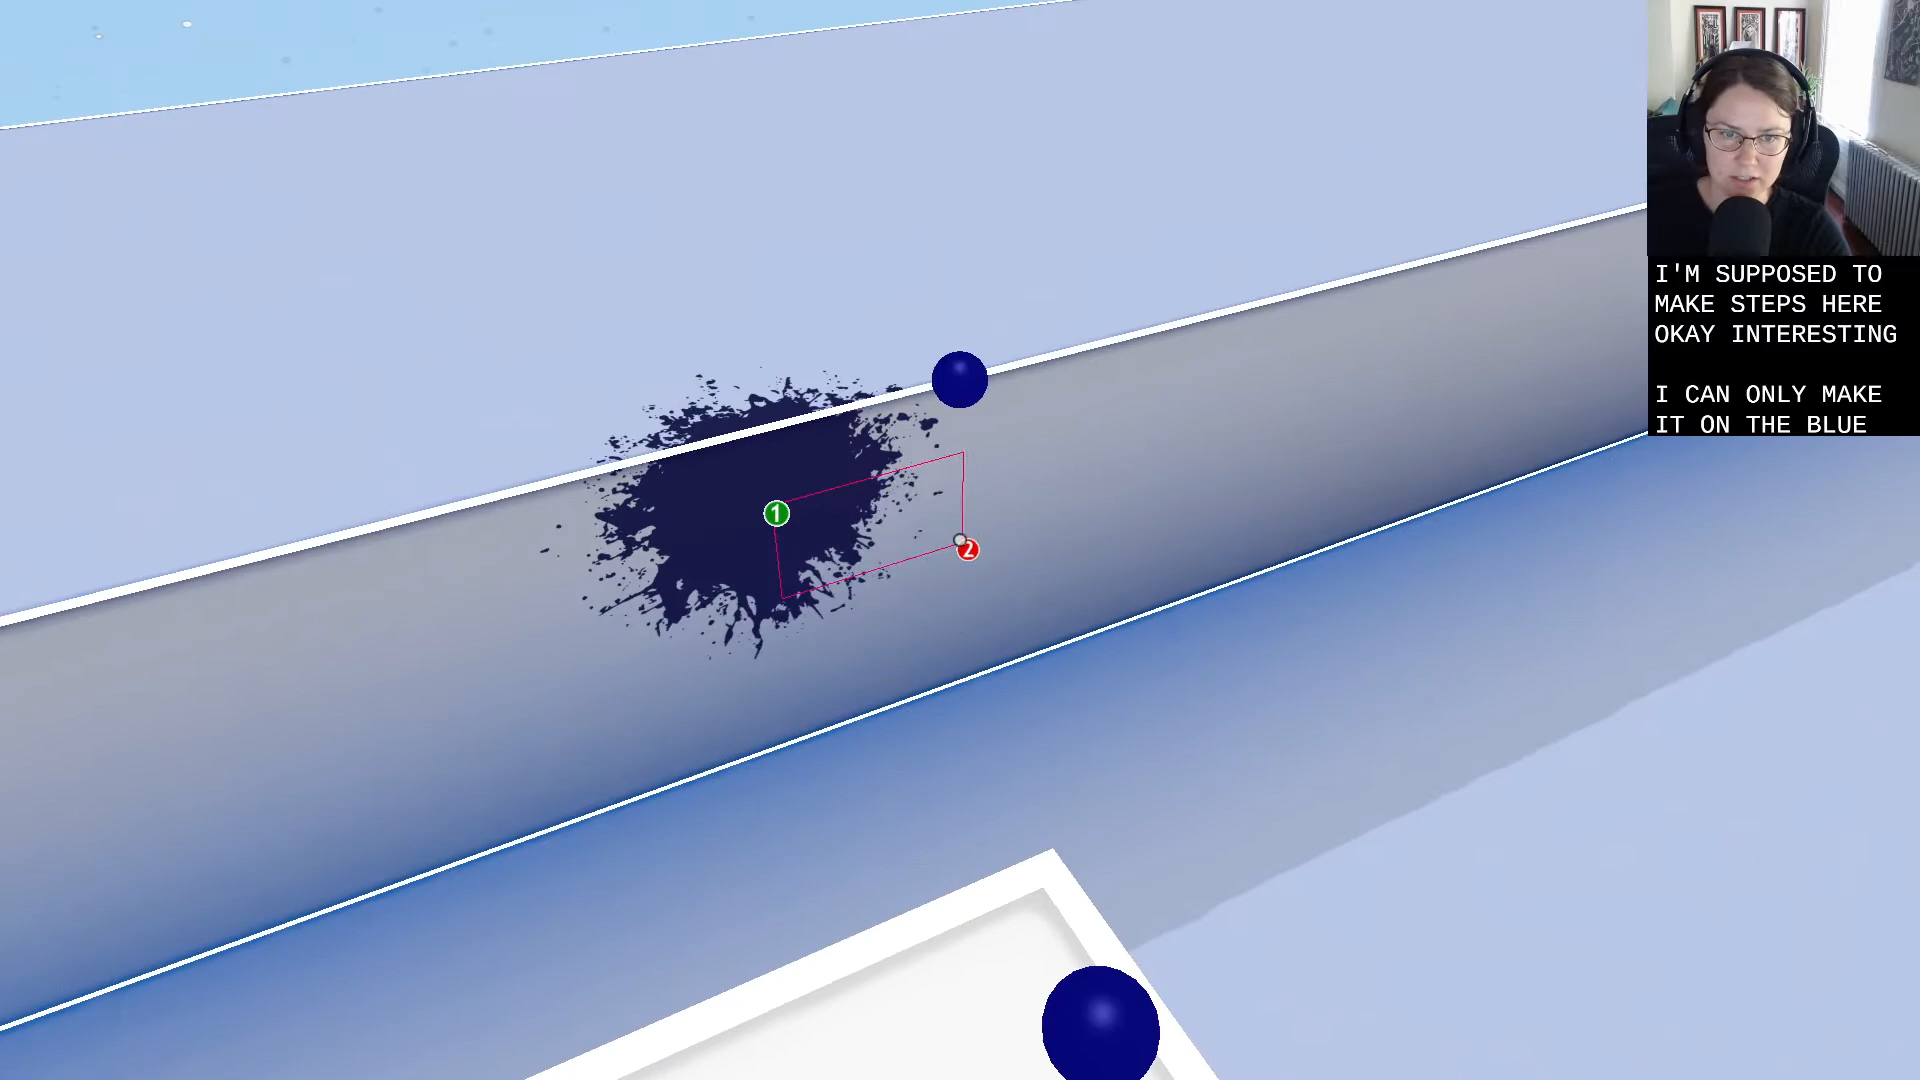 1
2
I'M SUPPOSED TO
MAKE STEPS HERE
OKAY INTERESTING
I CAN ONLY MAKE
IT ON THE BLUE